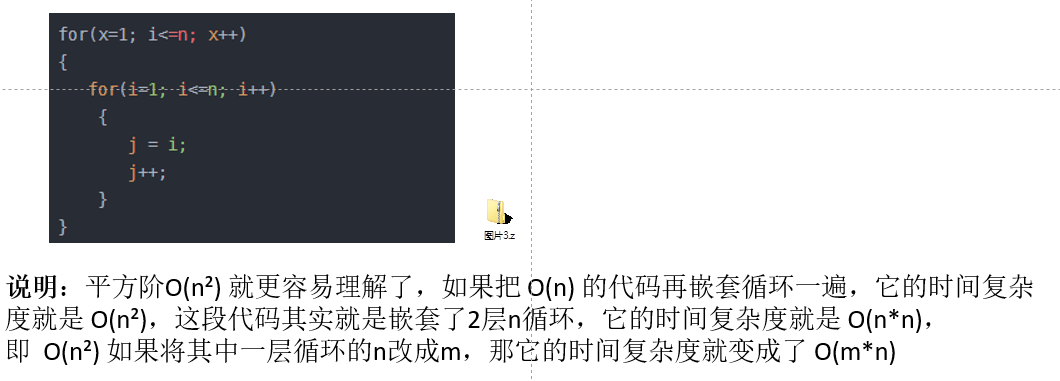 for(x=1; i<=n; x++)
{
for(i=1; i<=n; i++)
{
j = i;
j++;
}
}
图片3.z
说明：平方阶O(n²) 就更容易理解了，如果把 O(n) 的代码再嵌套循环一遍，它的时间复杂
度就是 O(n²)，这段代码其实就是嵌套了2层n循环，它的时间复杂度就是 O(n*n)，
即 O(n²) 如果将其中一层循环的n改成m，那它的时间复杂度就变成了 O(m*n)